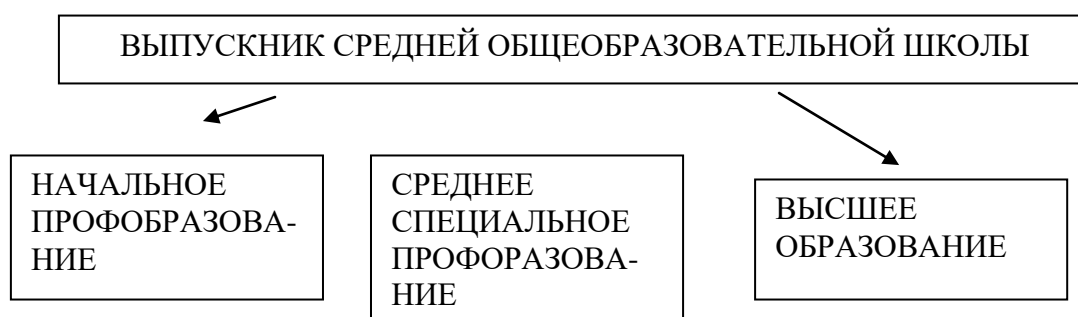 ВЫПУСКНИК СРЕДНЕЙ ОБЩЕОБРАЗОВАТЕЛЬНОЙ ШКОЛЫ
НАЧАЛЬНОЕ
ПРОФОБРАЗОВА-
НИЕ
СРЕДНЕЕ
СПЕЦИАЛЬНОЕ
ПРОФОРАЗОВА-
НИЕ
ВЫСШЕЕ
ОБРАЗОВАНИЕ